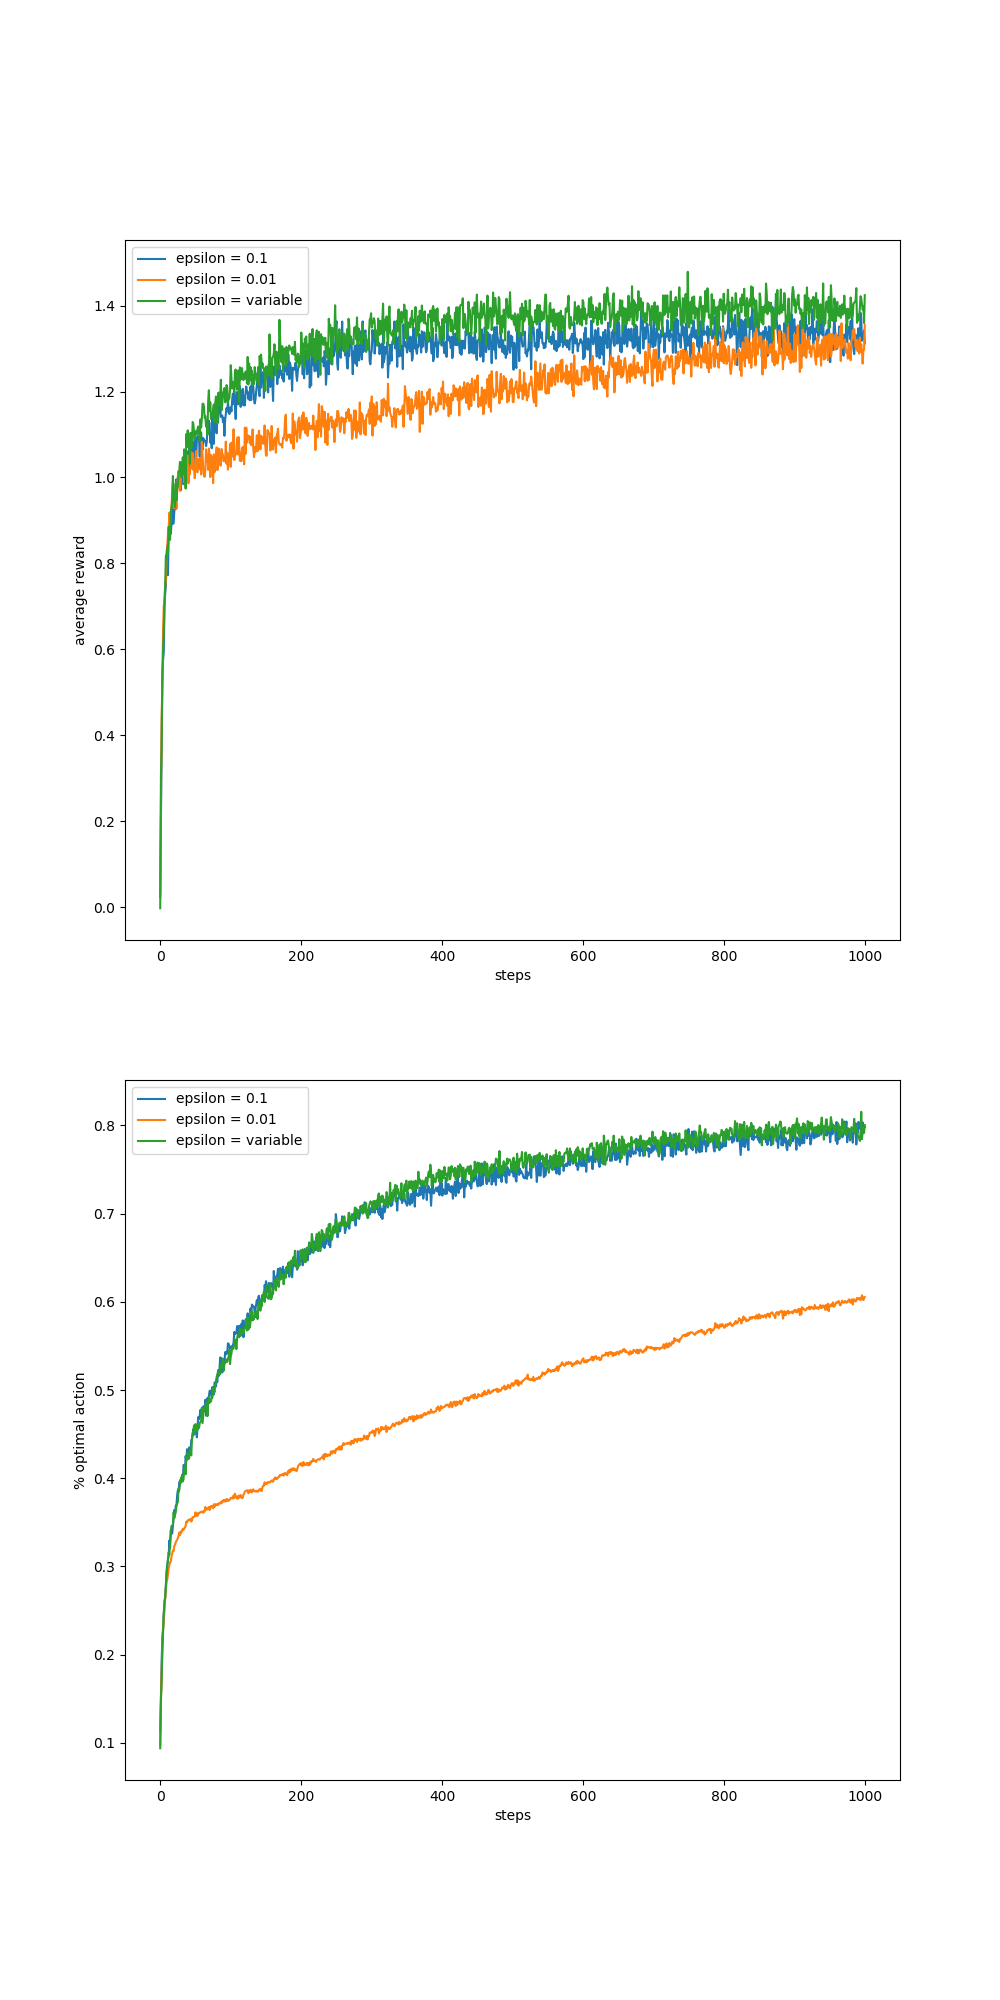 epsilon = 0.1
epsilon = 0.01
epsilon = variable
1.4
1.2
1.0
0.8
0.6
0.4
0.2
0.0
average reward
0 200 400 600 800 1000
steps
epsilon = 0.1
epsilon = 0.01
epsilon = variable
0.8
0.7
0.6
0.5
0.4
0.3
0.2
0.1
% optimal action
0 200 400 600 800 1000
steps